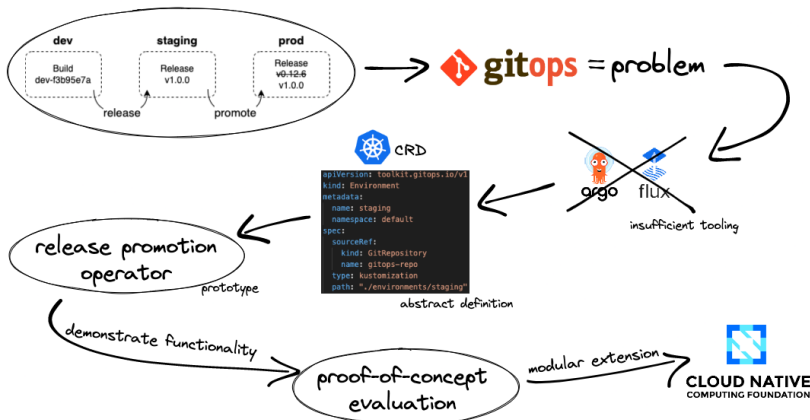 dev
staging
prod
Build
dev-f3b95e7a
Release
v1.0.0
Release
v0.12.6
v1.0.0
release
promote
gitops = problem
CRD
argo
flux
insufficient tooling
apiVersion: toolkit.gitops.io/v1
kind: Environment
metadata:
name: staging
namespace: default
spec:
sourceRef:
kind: GitRepository
name: gitops-repo
type: kustomization
path: "./environments/staging"
abstract definition
release promotion
operator
prototype
demonstrate functionality
proof-of-concept
evaluation
modular extension
CLOUD NATIVE
COMPUTING FOUNDATION